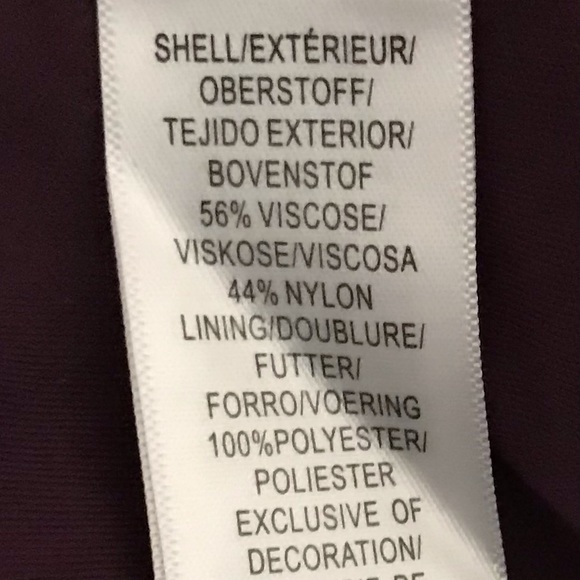 SHELL/EXTÉRIEUR/
OBERSTOFF/
TEJIDO EXTERIOR/
BOVENSTOF
56% VISCOSE/
VISKOSE/VISCOSA
44% NYLON
LINING/DOUBLURE/
FUTTER/
FORRO/VOERING
100%POLYESTER/
POLIESTER
EXCLUSIVE OF
DECORATION/